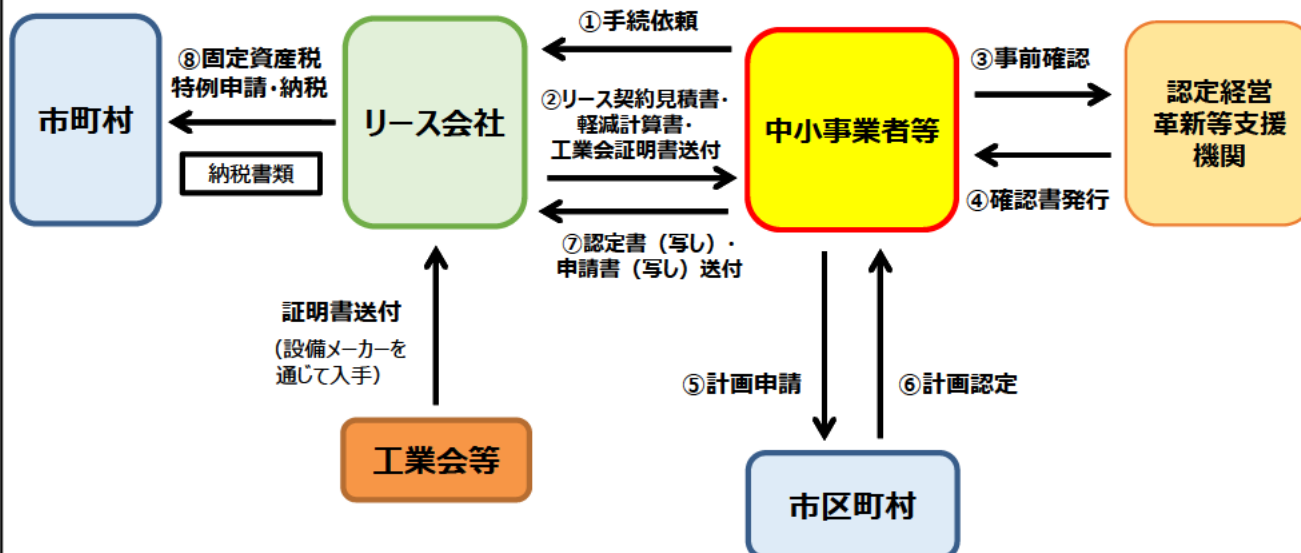 ①手続依頼
⑧固定資産税
特例申請・納税
市町村
リース会社
中小事業者等
③事前確認
認定経営
革新等支援
機関
②リース契約見積書・
軽減計算書・
工業会証明書送付
納税書類
④確認書発行
⑦認定書（写し）・
申請書（写し）送付
証明書送付
（設備メーカーを
通じて入手）
⑤計画申請
⑥計画認定
工業会等
市区町村